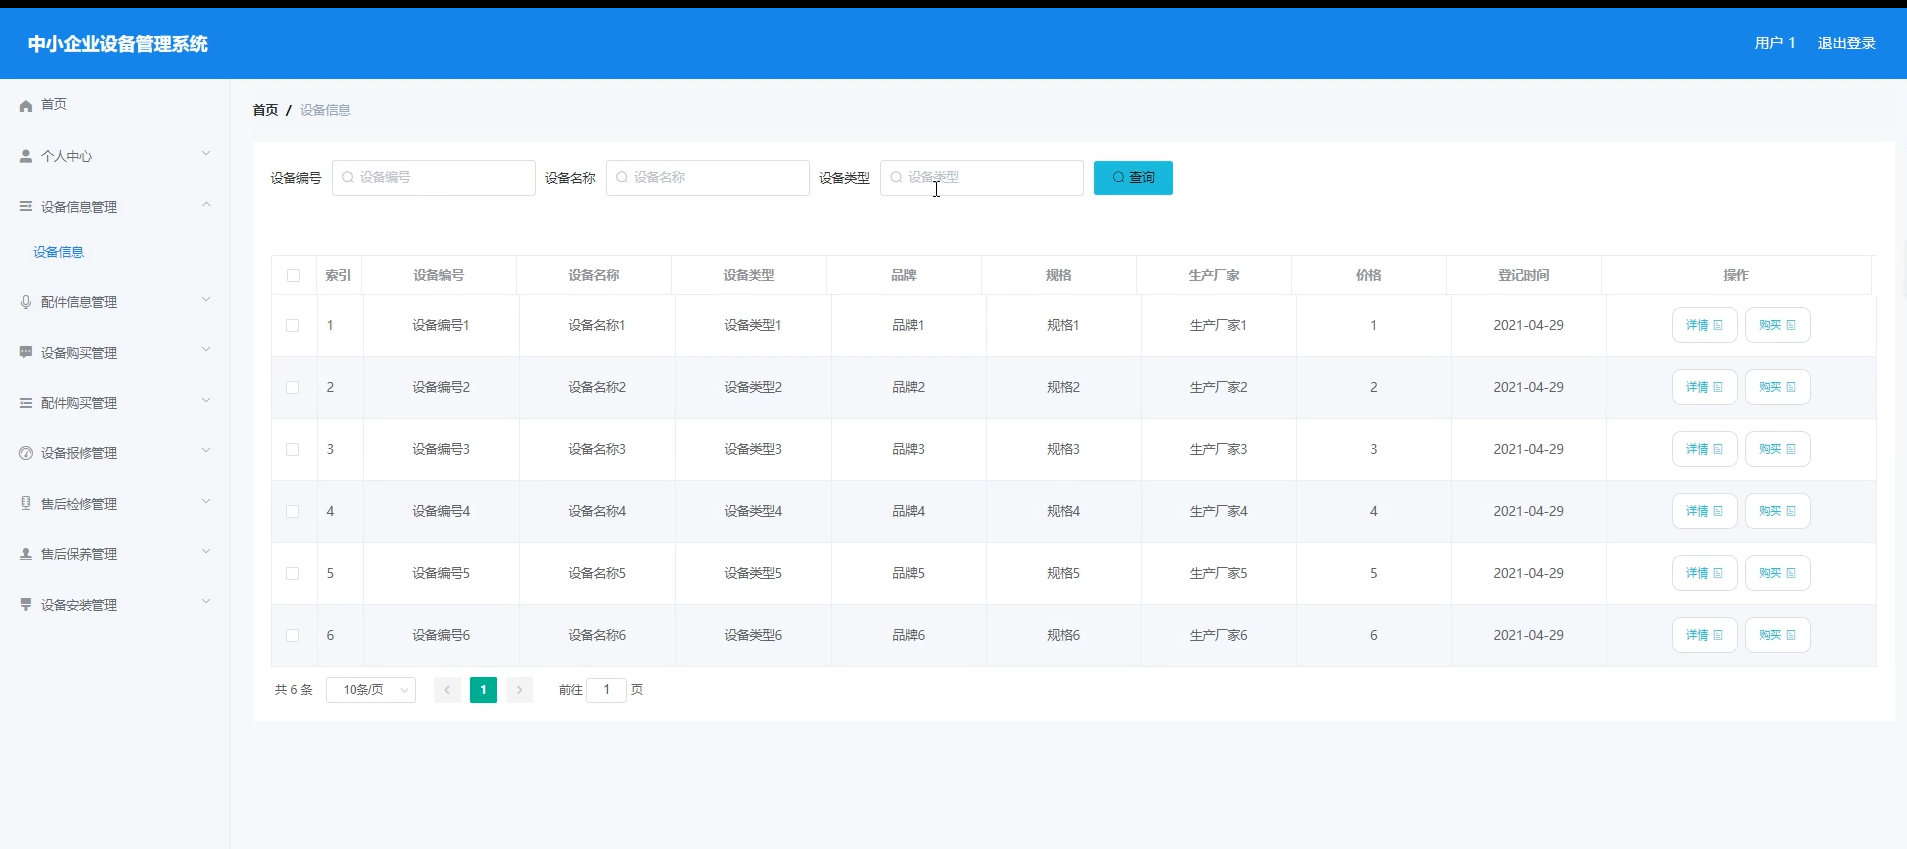 中小企业设备管理系统
用户 1 退出登录
首页
个人中心
设备信息管理
设备信息
配件信息管理
设备购买管理
配件购买管理
设备报修管理
售后检修管理
售后保养管理
设备安装管理
首页 / 设备信息
设备编号 设备编号 设备名称 设备名称 设备类型 设备类型 查询
索引 设备编号 设备名称 设备类型 品牌 规格 生产厂家 价格 登记时间 操作
1 设备编号1 设备名称1 设备类型1 品牌1 规格1 生产厂家1 1 2021-04-29 详情 购买
2 设备编号2 设备名称2 设备类型2 品牌2 规格2 生产厂家2 2 2021-04-29 详情 购买
3 设备编号3 设备名称3 设备类型3 品牌3 规格3 生产厂家3 3 2021-04-29 详情 购买
4 设备编号4 设备名称4 设备类型4 品牌4 规格4 生产厂家4 4 2021-04-29 详情 购买
5 设备编号5 设备名称5 设备类型5 品牌5 规格5 生产厂家5 5 2021-04-29 详情 购买
6 设备编号6 设备名称6 设备类型6 品牌6 规格6 生产厂家6 6 2021-04-29 详情 购买
共 6 条 10条/页 1 前往 1 页